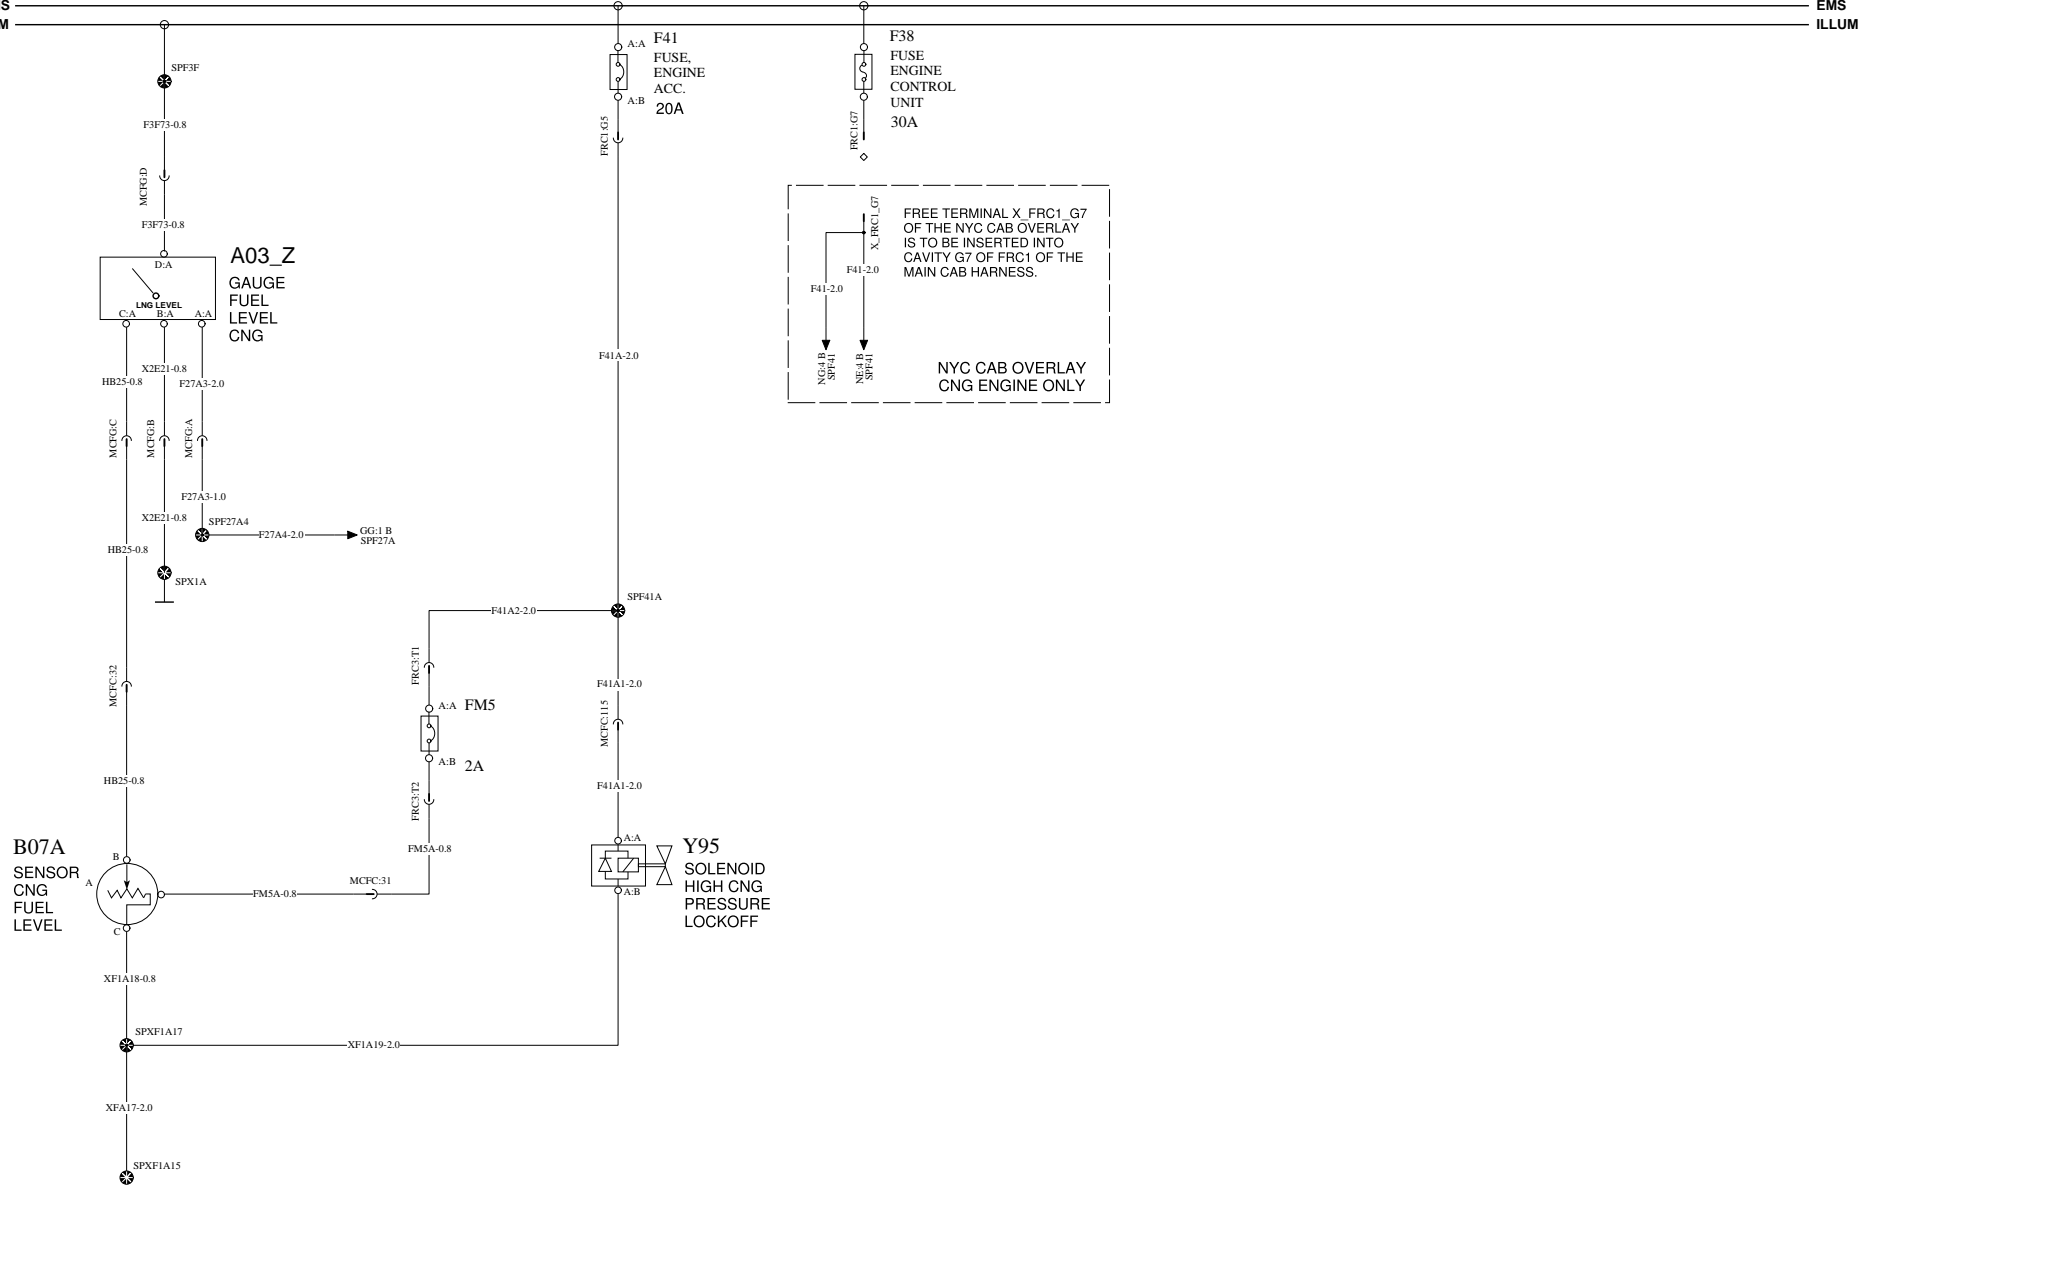 S
EMS
M
ILLUM
SPF3F
F3F73-0.8
MCFG:D
F3F73-0.8
D:A
LNG LEVEL
C:A
B:A
A:A
A03_Z
GAUGE
FUEL
LEVEL
CNG
HB25-0.8
X2E21-0.8
F27A3-2.0
MCFG:C
MCFG:B
MCFG:A
F27A3-1.0
X2E21-0.8
SPF27A4
F27A4-2.0
GG:1 B
SPF27A
HB25-0.8
SPX1A
MCFC:32
HB25-0.8
B07A
SENSOR
CNG
FUEL
LEVEL
B
A
C
FM5A-0.8
MCFC:31
XF1A18-0.8
SPXF1A17
XF1A19-2.0
XFA17-2.0
SPXF1A15
A:A
F41
FUSE,
ENGINE
ACC.
20A
A:B
FRC1:G5
F41A-2.0
SPF41A
F41A2-2.0
FRC3:T1
A:A
FM5
A:B
2A
FRC3:T2
FM5A-0.8
F41A1-2.0
MCFC:115
F41A1-2.0
A:A
A:B
Y95
SOLENOID
HIGH CNG
PRESSURE
LOCKOFF
F38
FUSE
ENGINE
CONTROL
UNIT
30A
FRC1:G7
X_FRC1_G7
FREE TERMINAL X_FRC1_G7
OF THE NYC CAB OVERLAY
IS TO BE INSERTED INTO
CAVITY G7 OF FRC1 OF THE
MAIN CAB HARNESS.
F41-2.0
F41-2.0
NG:4 B
SPF41
NE:4 B
SPF41
NYC CAB OVERLAY
CNG ENGINE ONLY